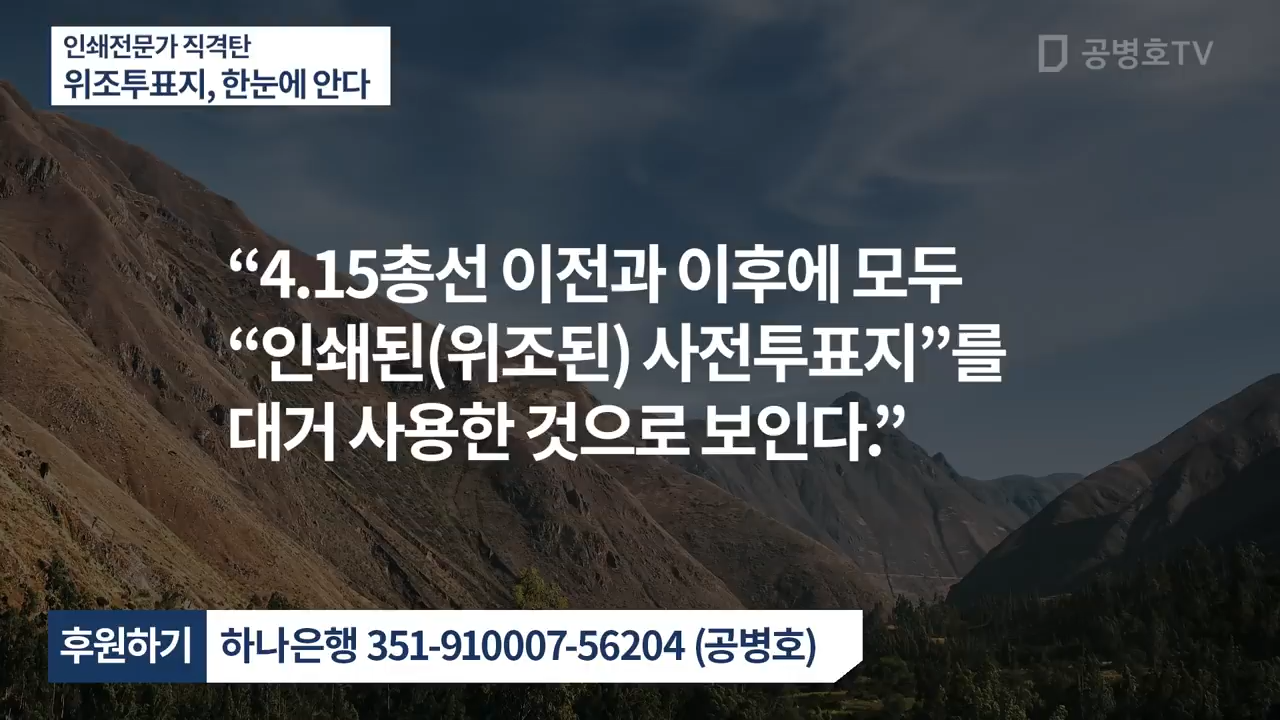 인쇄전문가 직격탄
위조투표지, 한눈에 안다
공병호TV
“4.15총선 이전과 이후에 모두
“인쇄된(위조된) 사전투표지”를
대거 사용한 것으로 보인다.”
후원하기 하나은행 351-910007-56204 (공병호)